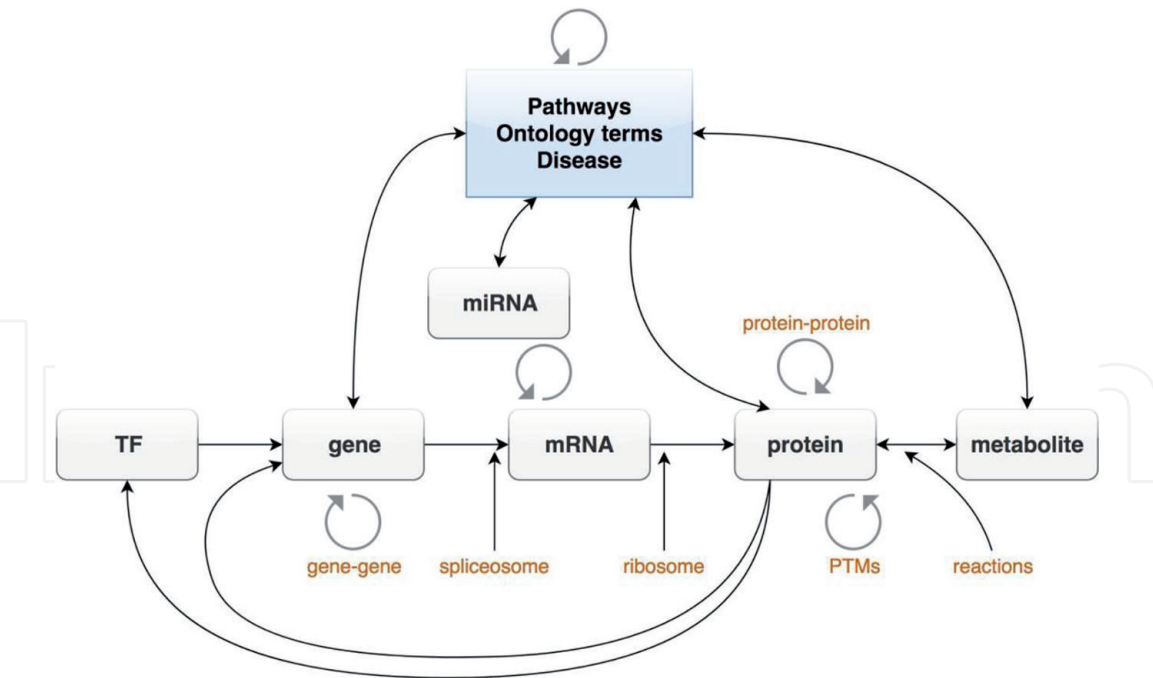 Pathways
Ontology terms
Disease
miRNA
protein-protein
TF
gene
mRNA
protein
metabolite
gene-gene
spliceosome
ribosome
PTMs
reactions